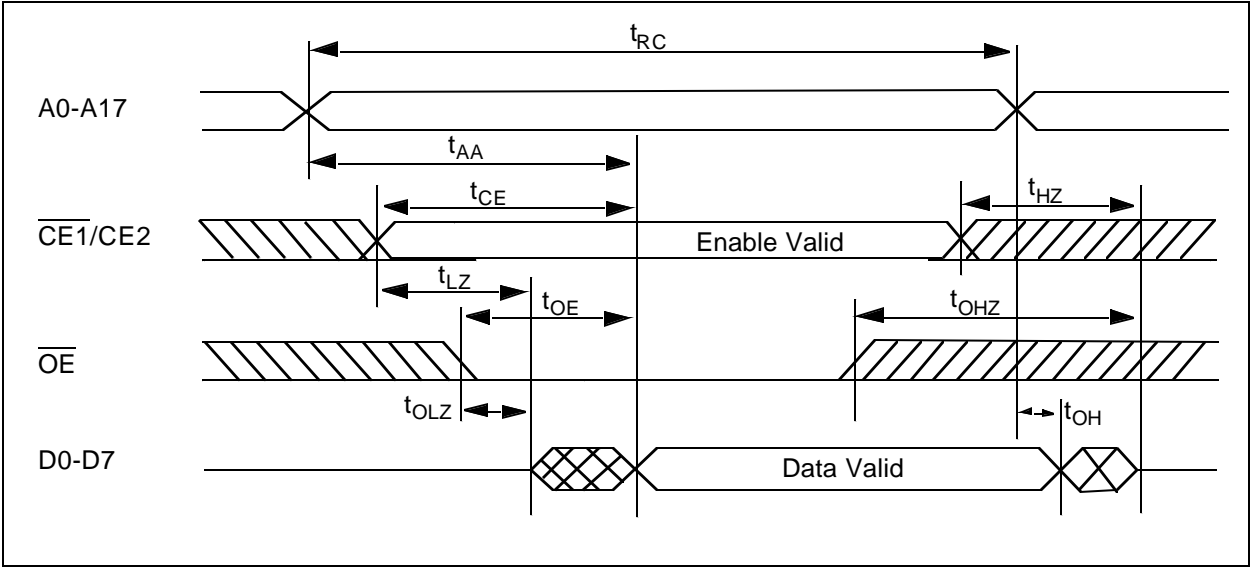 tRC
A0-A17
tAA
tCE
tHZ
CE1/CE2
Enable Valid
tLZ
tOE
tOHZ
OE
tOLZ
tOH
D0-D7
Data Valid